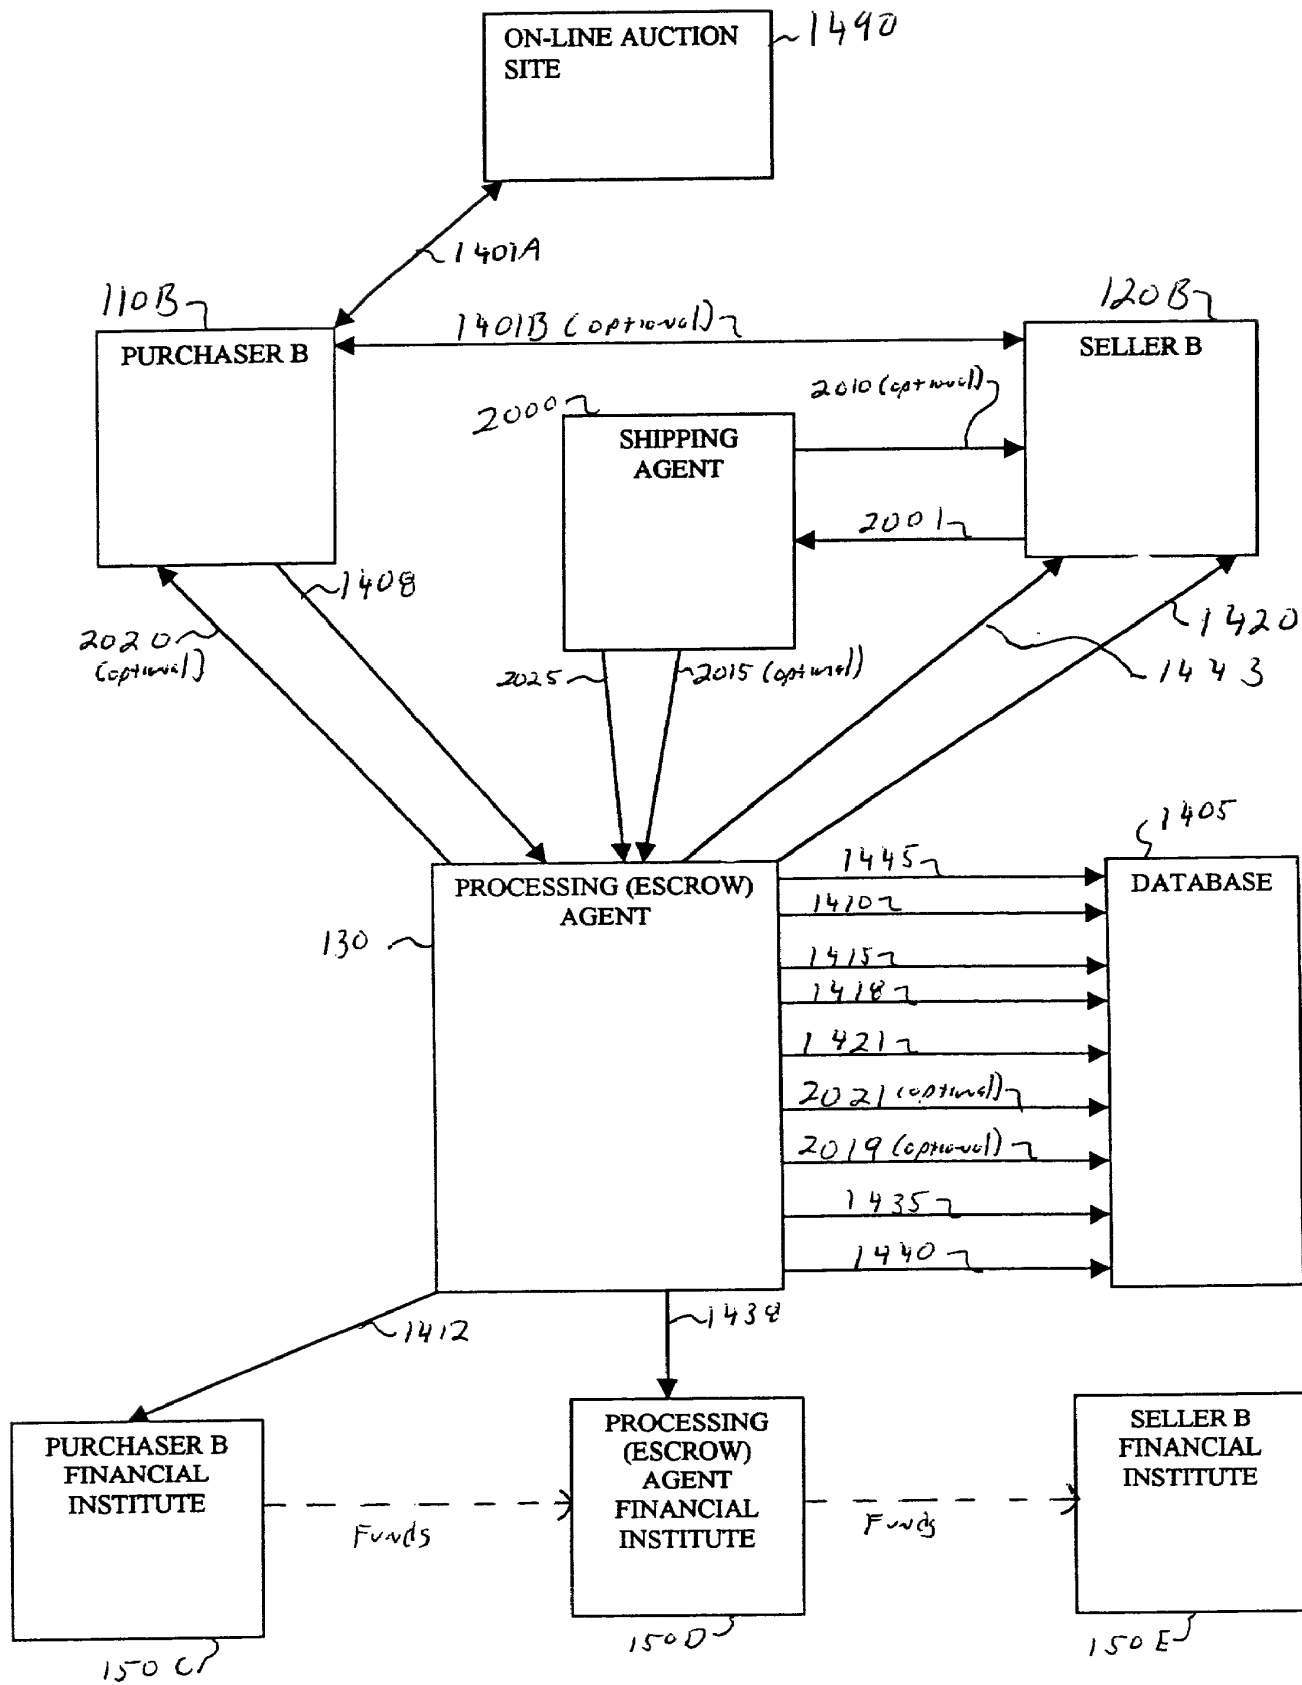 ON-LINE AUCTION
SITE
1490
1401A
110B
1401B (optional)
120B
PURCHASER B
SELLER B
2010 (optional)
2000
SHIPPING
AGENT
2001
1408
1420
2020
(optional)
2025
2015 (optional)
1443
1405
1445
PROCESSING (ESCROW)
AGENT
DATABASE
1410
130
1415
1418
1421
2021 (optional)
2019 (optional)
1435
1440
1412
1438
PURCHASER B
FINANCIAL
INSTITUTE
PROCESSING
(ESCROW)
AGENT
FINANCIAL
INSTITUTE
SELLER B
FINANCIAL
INSTITUTE
Funds
Funds
150C
150D
150E